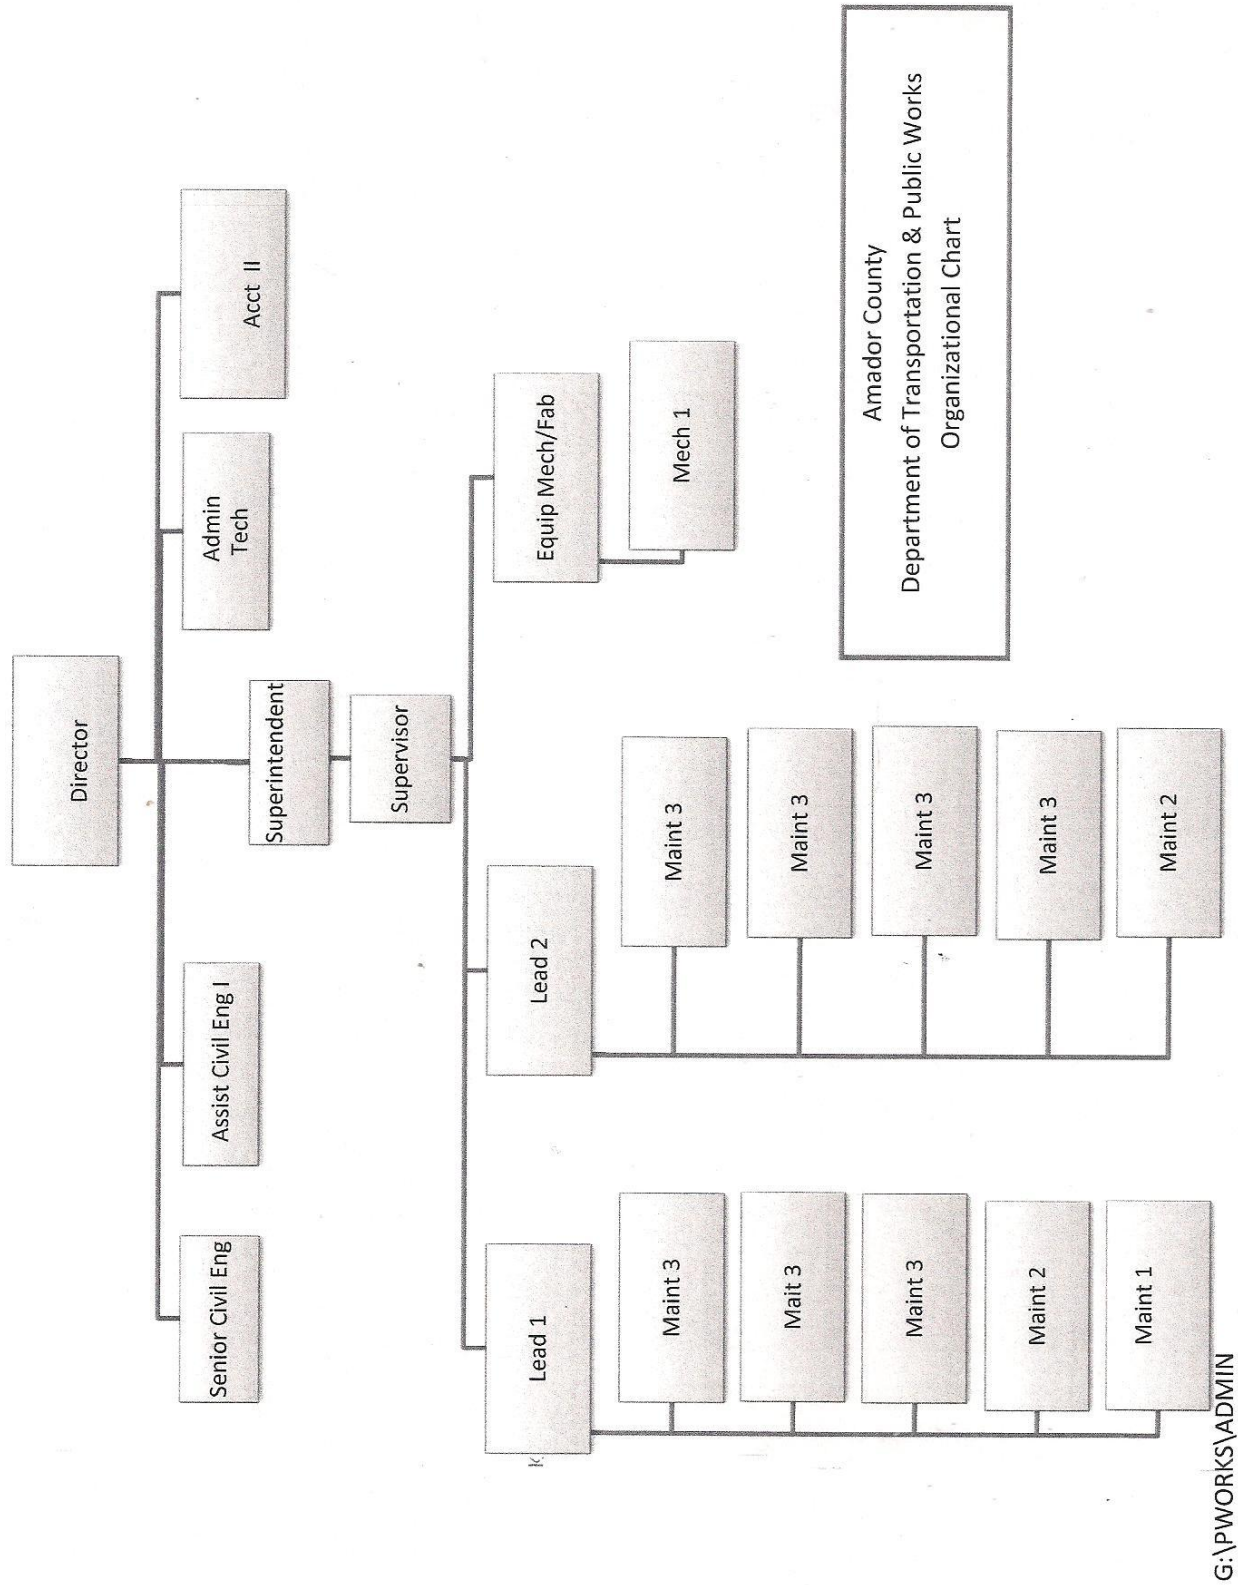 Director
Senior Civil Eng
Assist Civil Eng I
Admin
Tech
Acct II
Superintendent
Supervisor
Lead 1
Lead 2
Equip Mech/Fab
Maint 3
Mait 3
Maint 3
Maint 2
Maint 1
Maint 3
Maint 3
Maint 3
Maint 3
Maint 2
Mech 1
Amador County
Department of Transportation & Public Works
Organizational Chart
G:\PWORKS\ADMIN